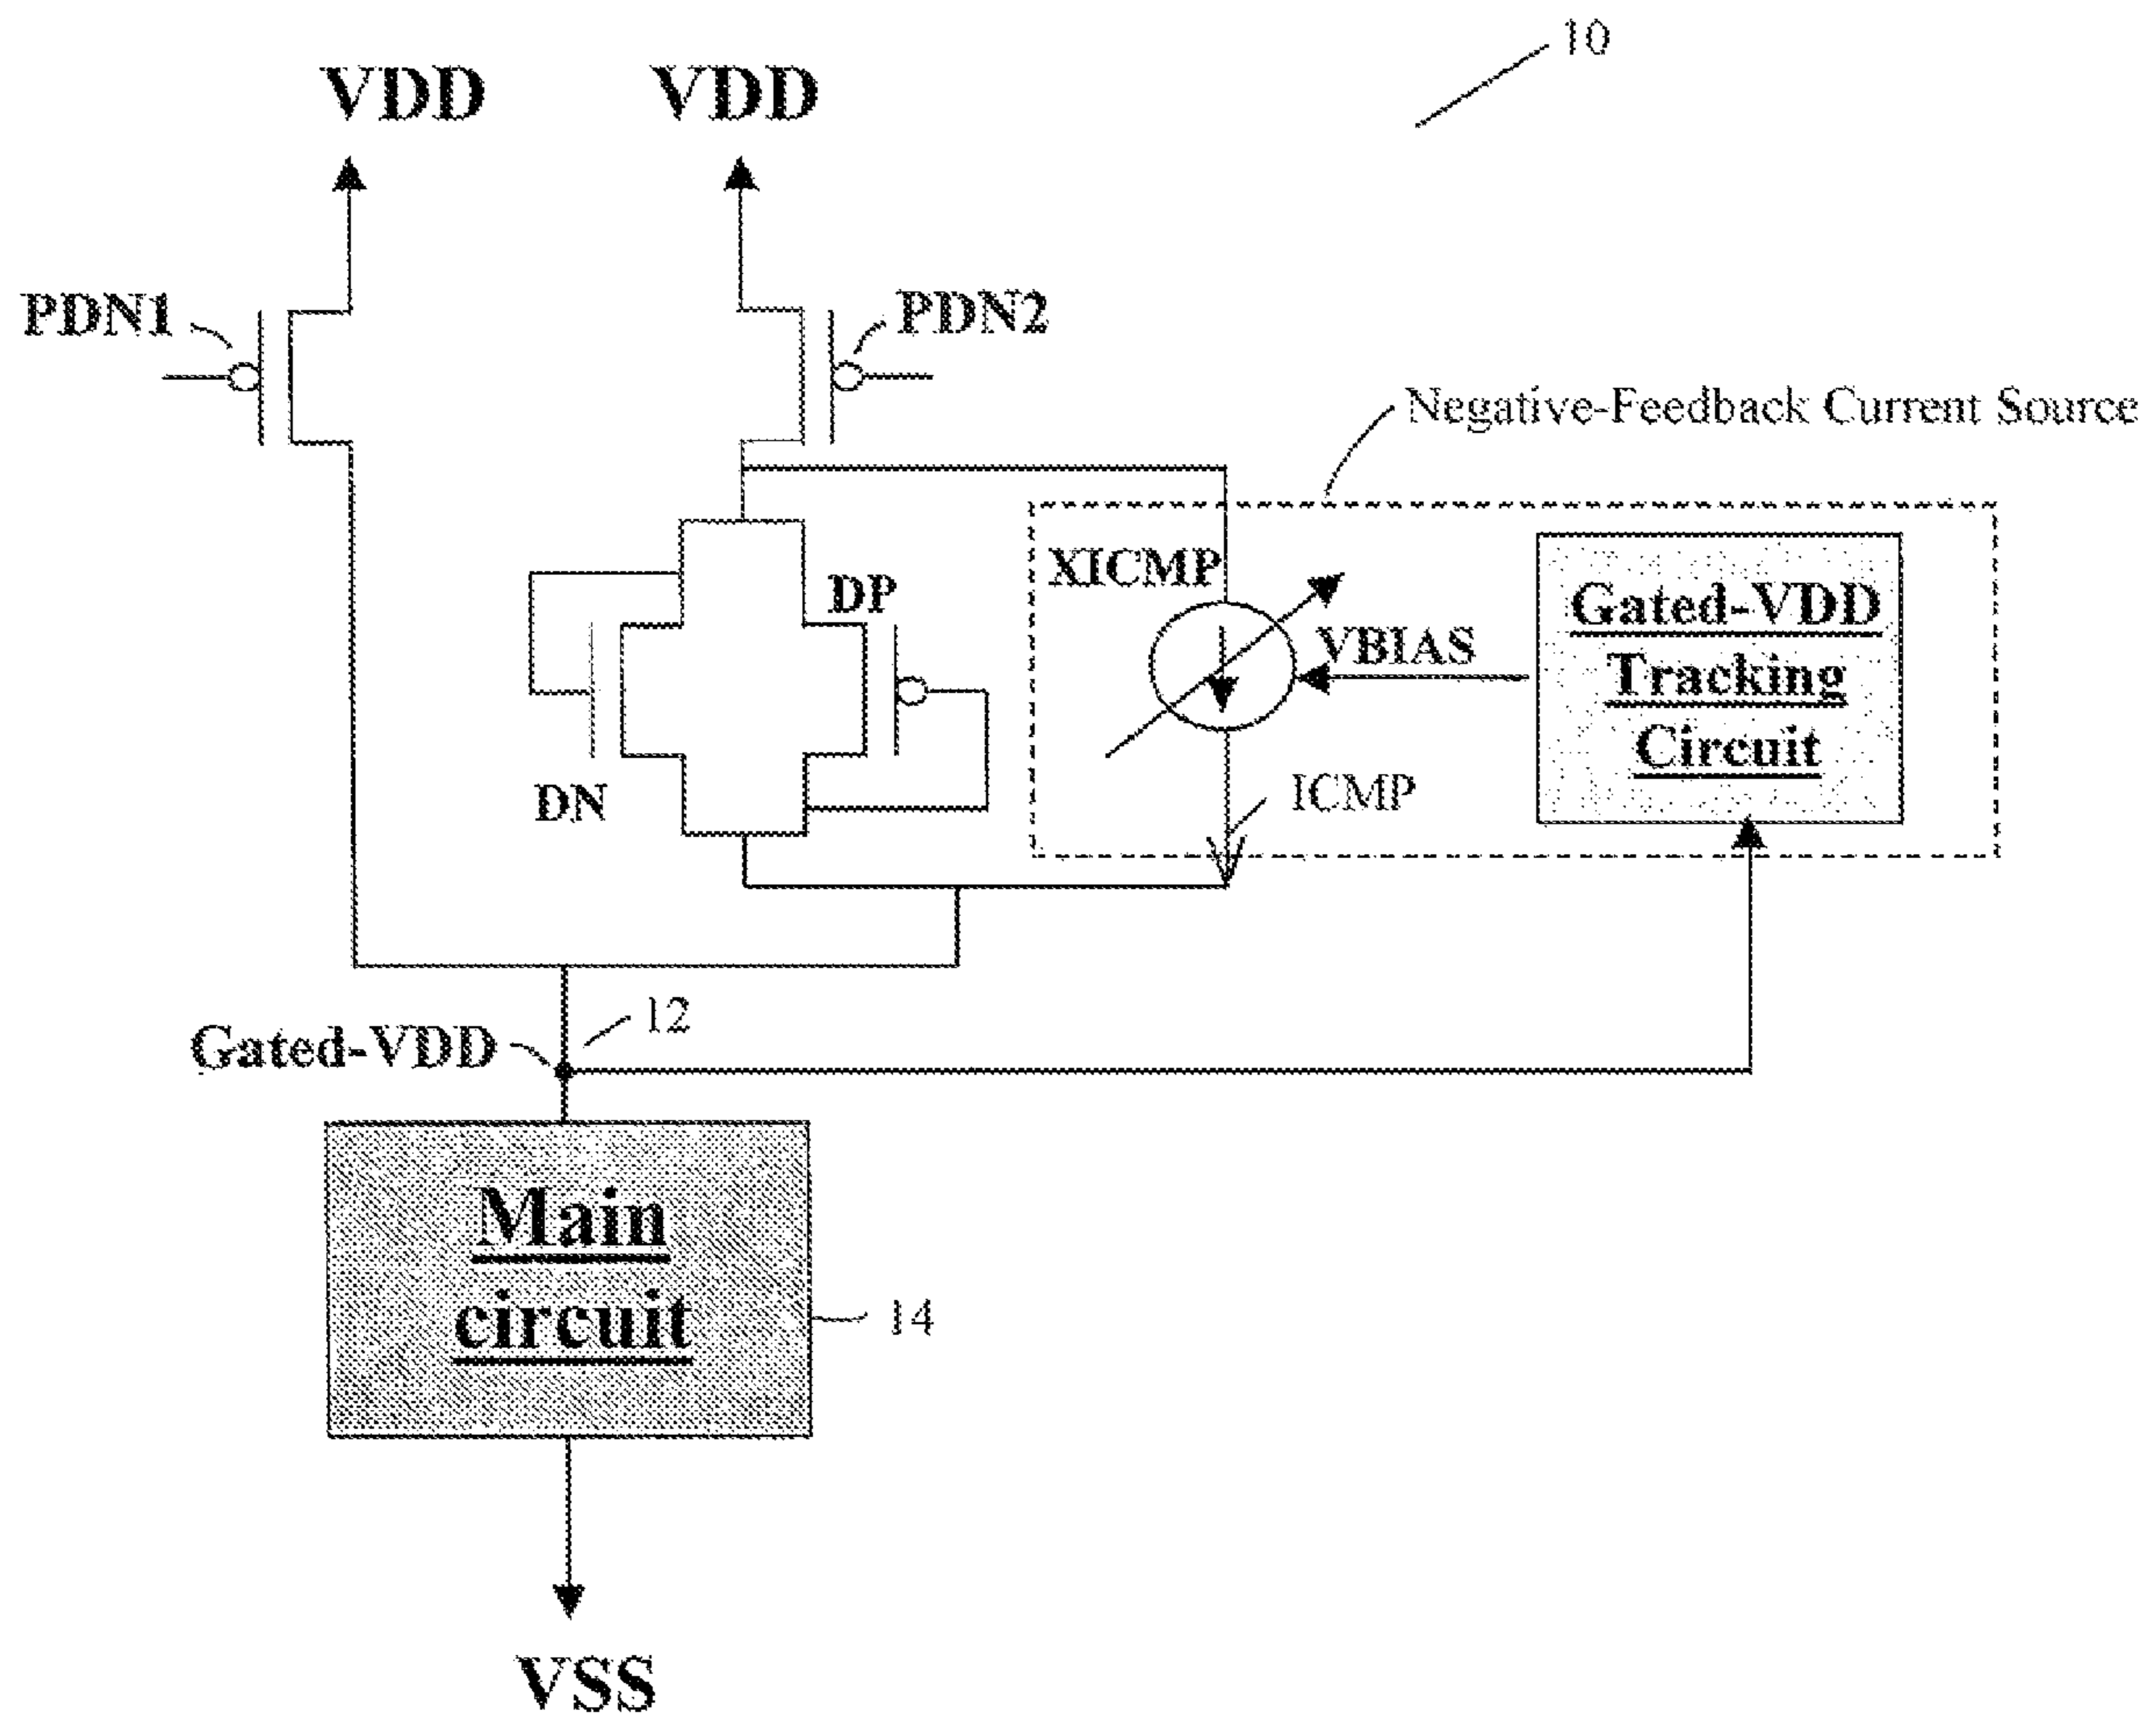 10
VDD
VDD
PDN1
PDN2
Negative-Feedback Current Source
XICMP
DP
VBIAS
Gated-VDD
Tracking
Circuit
DN
ICMP
12
Gated-VDD
Main
circuit
14
VSS